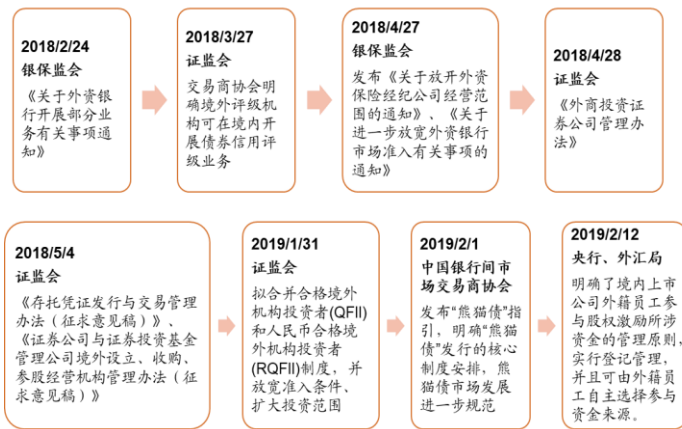 2018/2/24
银保监会
《关于外资银
行开展部分业
务有关事项通
知》
2018/3/27
证监会
交易商协会明
确境外评级机
构可在境内开
展债券信用评
级业务
2018/4/27
银保监会
发布《关于放开外资
保险经纪公司经营范
围的通知》、《关于
进一步放宽外资银行
市场准入有关事项的
通知》
2018/4/28
证监会
《外商投资证
券公司管理办
法》
2018/5/4
证监会
《存托凭证发行与交易管理
办法（征求意见稿）》、
《证券公司与证券投资基金
管理公司境外设立、收购、
参股经营机构管理办法（征
求意见稿）》
2019/1/31
证监会
拟合并合格境外
机构投资者(QFII)
和人民币合格境
外机构投资者
(RQFII)制度，并
放宽准入条件、
扩大投资范围
2019/2/1
中国银行间市
场交易商协会
发布“熊猫债”指
引，明确“熊猫
债”发行的核心
制度安排，熊
猫债市场发展
进一步规范
2019/2/12
央行、外汇局
明确了境内上市
公司外籍员工参
与股权激励所涉
资金的管理原则，
实行登记管理，
并且可由外籍员
工自主选择参与
资金来源。